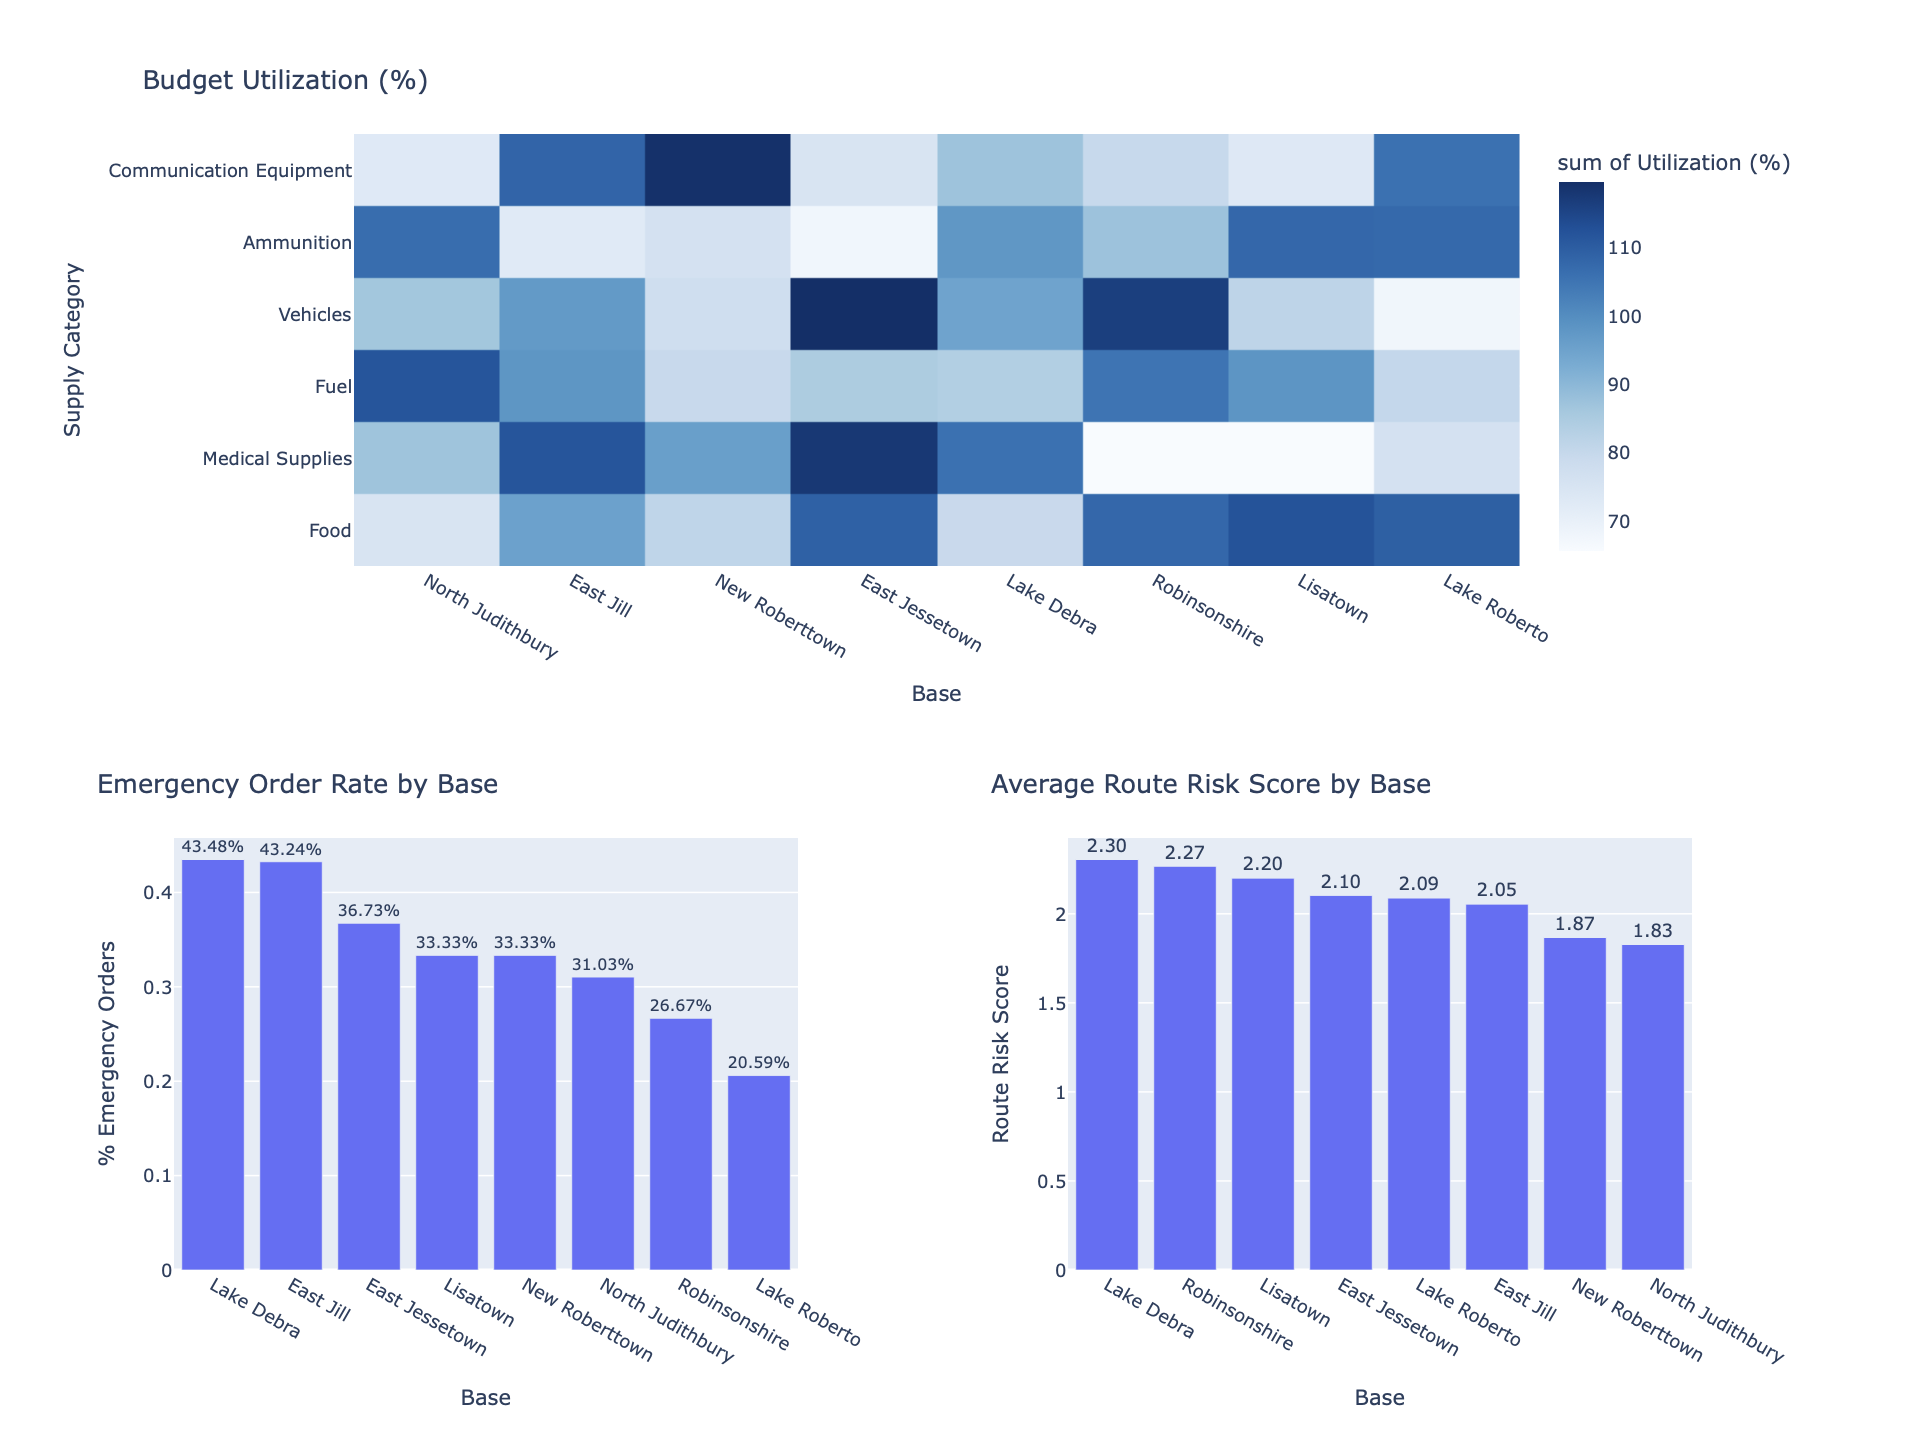 Budget Utilization (%)
Supply Category
Communication Equipment
Ammunition
Vehicles
Fuel
Medical Supplies
Food
North Judithbury
East Jill
New Roberttown
East Jessetown
Lake Debra
Robinsonshire
Lisatown
Lake Roberto
Base
sum of Utilization (%)
110
100
90
80
70
Emergency Order Rate by Base
% Emergency Orders
0.4
0.3
0.2
0.1
0
43.48%
43.24%
36.73%
33.33%
33.33%
31.03%
26.67%
20.59%
Lake Debra
East Jill
East Jessetown
Lisatown
New Roberttown
North Judithbury
Robinsonshire
Lake Roberto
Base
Average Route Risk Score by Base
Route Risk Score
2
1.5
1
0.5
0
2.30
2.27
2.20
2.10
2.09
2.05
1.87
1.83
Lake Debra
Robinsonshire
Lisatown
East Jessetown
Lake Roberto
East Jill
New Roberttown
North Judithbury
Base